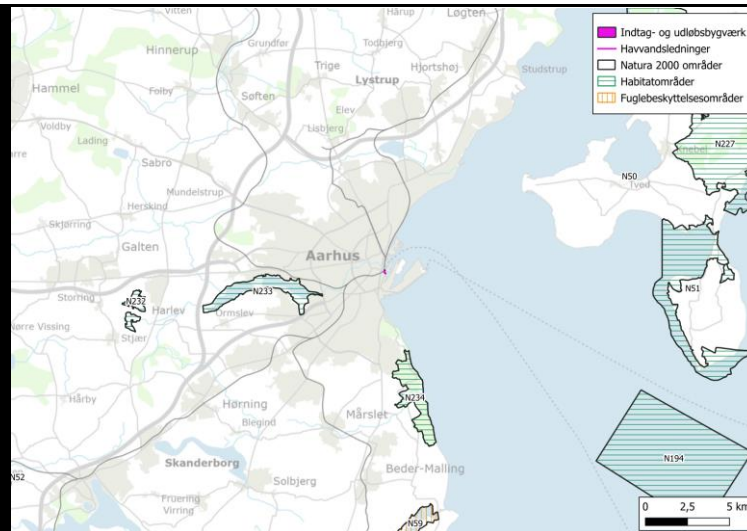 Vitten
Hårup
Løgten
Grundfør
Todbjerg
Hinnerup
Trige
Hjortshøj
Studstrup
Hammel
Folby
Søften
Lystrup
Elev
Voldby
Lisbjerg
Lading
Sabro
Mundelstrup
Herskind
Skjørring
Galten
Aarhus
Storring
N232
Harlev
N233
Ormslev
Nørre Vissing
Stjær
Hårby
Hørning
N234
Mårslet
Blegind
Skanderborg
Beder-Malling
Solbjerg
N52
Fruering
Virring
N59
Indtag- og udløbsbygværk
Havvandsledninger
Natura 2000 områder
Habitatområder
Fuglebeskyttelsesområder
N227
Knebel
N50
Tved
N51
N194
0 2,5 5 km